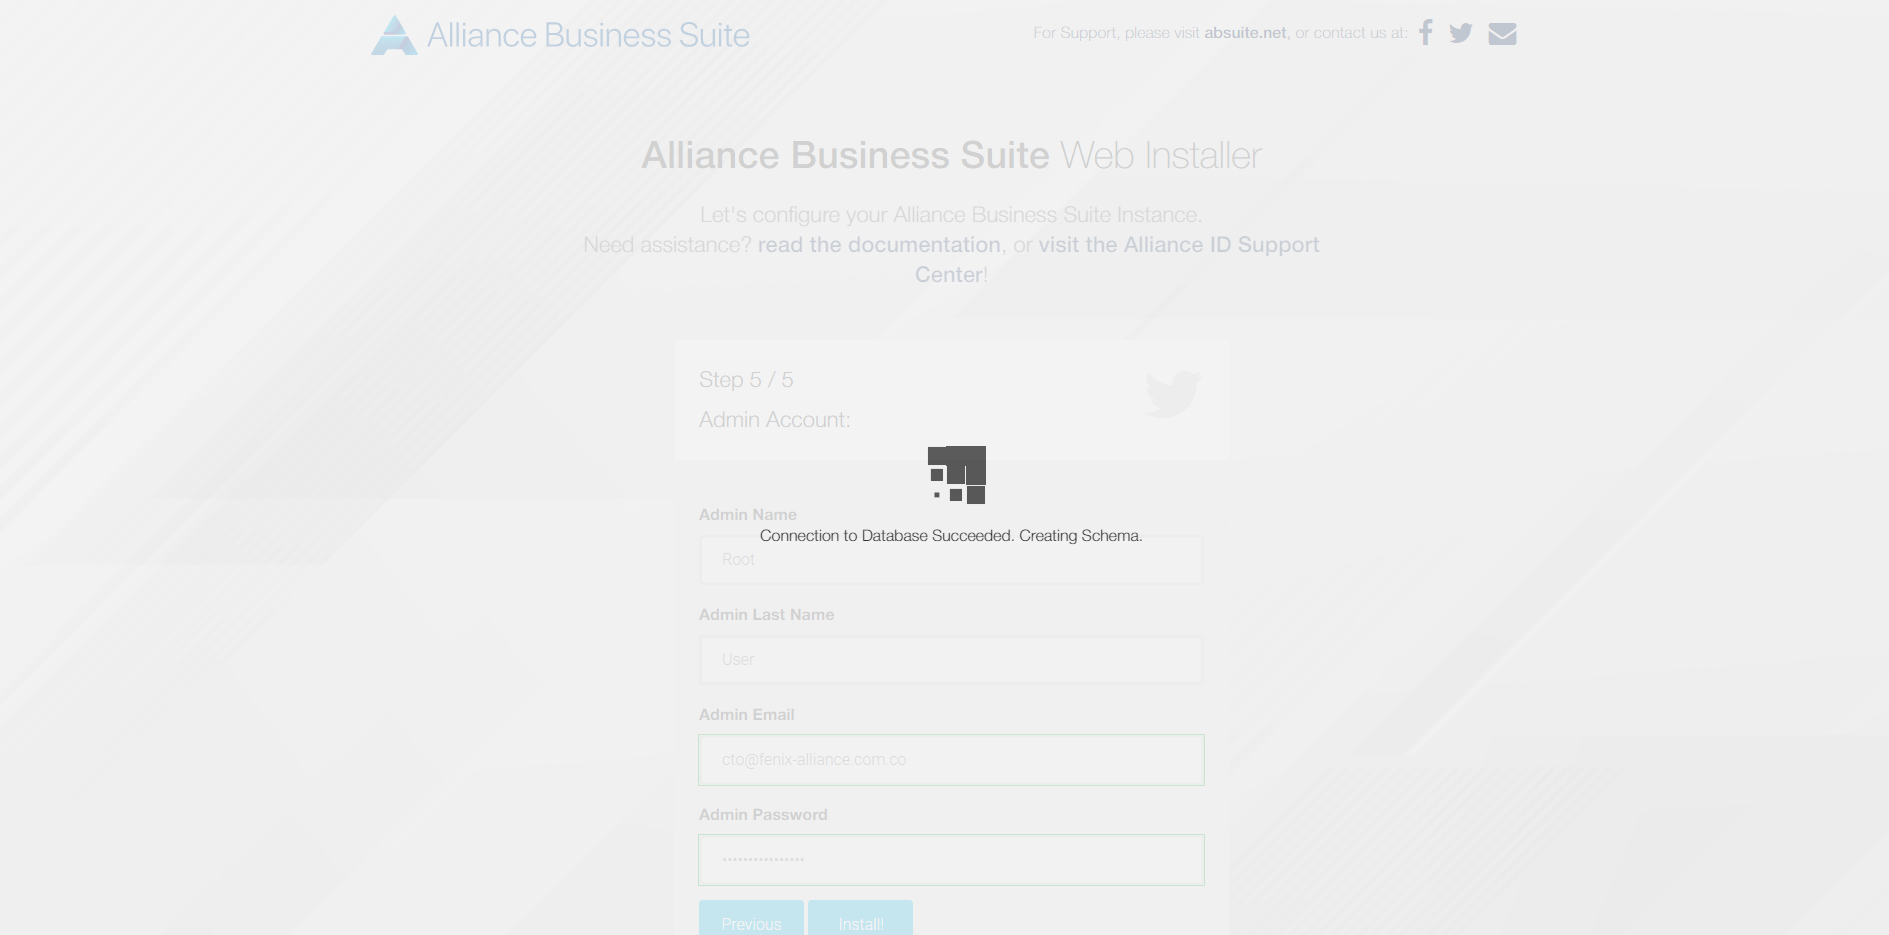 Alliance Business Suite
For Support, please visit absuite.net, or contact us at:
Alliance Business Suite Web Installer
Let's configure your Alliance Business Suite Instance.
Need assistance? read the documentation, or visit the Alliance ID Support
Center!
Step 5 / 5
Admin Account:
Admin Name
Connection to Database Succeeded. Creating Schema.
Root
Admin Last Name
User
Admin Email
cto@fenix-alliance.com.co
Admin Password
••••••••••••••••
Previous
Install!